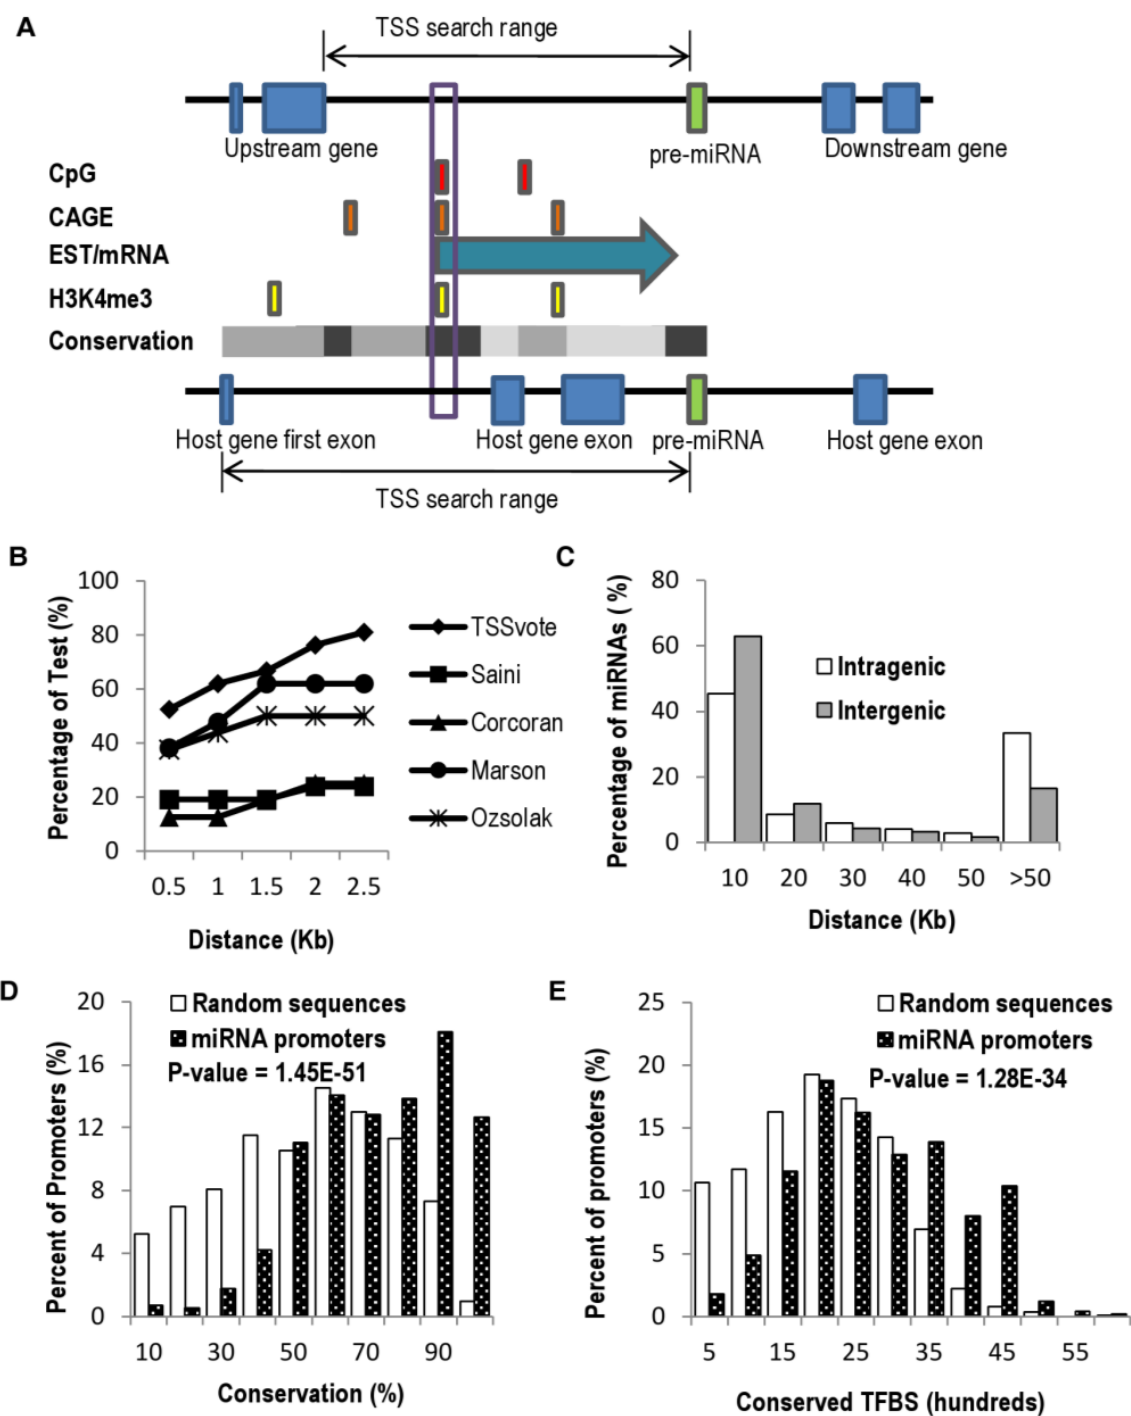 A
TSS search range
Upstream gene
pre-miRNA
Downstream gene
CpG
CAGE
EST/mRNA
H3K4me3
Conservation
Host gene first exon
Host gene exon
pre-miRNA
Host gene exon
TSS search range
B
Percentage of Test (%)
100
80
60
40
20
0
0.5 1 1.5 2 2.5
Distance (Kb)
TSSvote
Saini
Corcoran
Marson
Ozsolak
C
Percentage of miRNAs ( %)
80
60
40
20
0
10 20 30 40 50 >50
Distance (Kb)
Intragenic
Intergenic
D
Percent of Promoters (%)
20
16
12
8
4
0
10 30 50 70 90
Conservation (%)
Random sequences
miRNA promoters
P-value = 1.45E-51
E
Percent of promoters (%)
25
20
15
10
5
0
5 15 25 35 45 55
Conserved TFBS (hundreds)
Random sequences
miRNA promoters
P-value = 1.28E-34